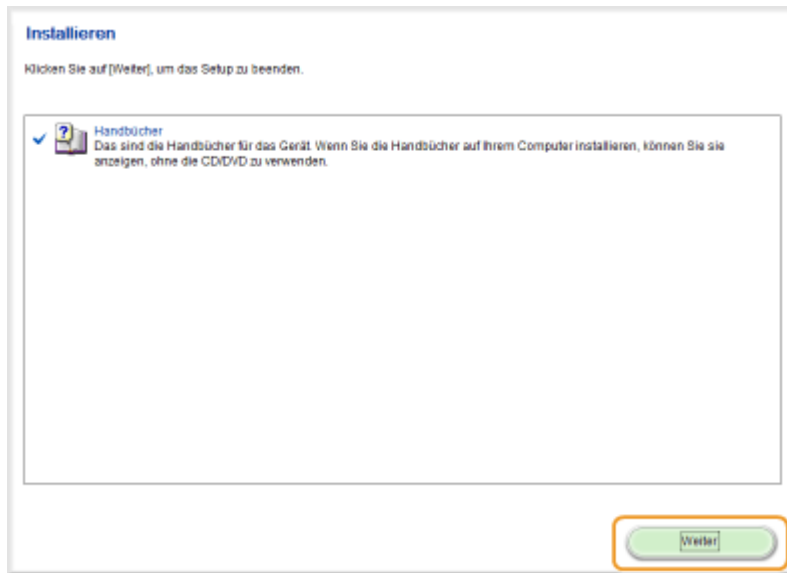 Installieren
Klicken Sie auf [Weiter], um das Setup zu beenden.
Handbücher
Das sind die Handbücher für das Gerät. Wenn Sie die Handbücher auf Ihrem Computer installieren, können Sie sie
anzeigen, ohne die CD/DVD zu verwenden.
Weiter